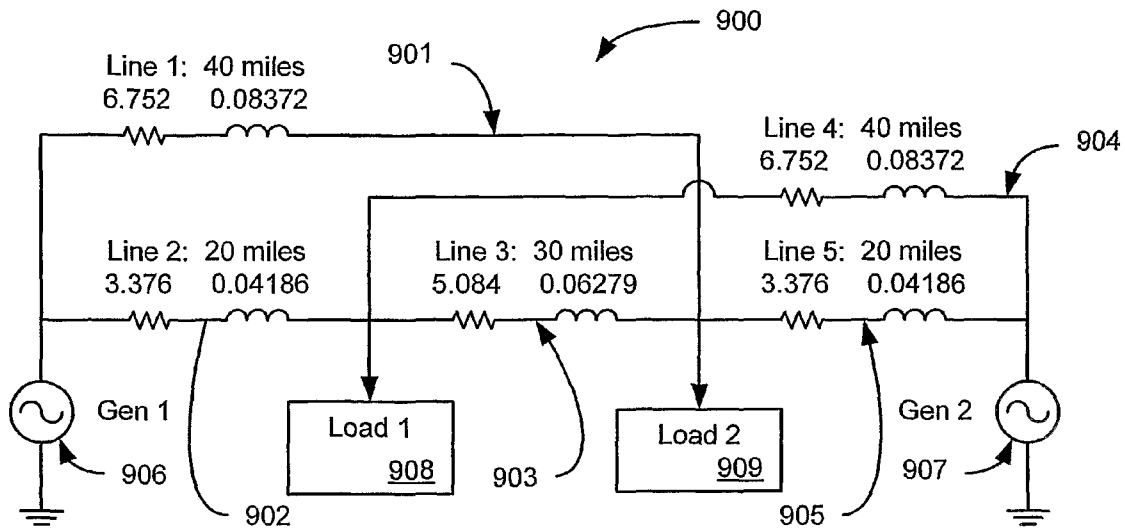 900
901
Line 1: 40 miles
6.752 0.08372
Line 4: 40 miles
6.752 0.08372
904
Line 2: 20 miles
3.376 0.04186
Line 3: 30 miles
5.084 0.06279
Line 5: 20 miles
3.376 0.04186
Gen 1
Load 1
908
Load 2
909
Gen 2
906
902
903
905
907